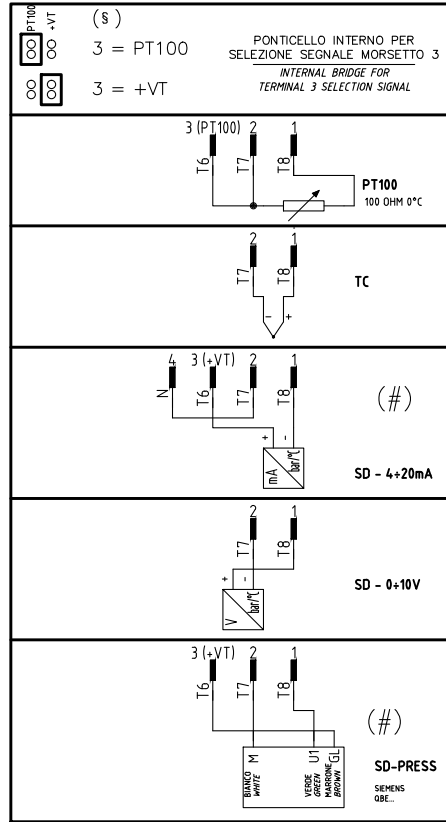 PT100
+VT
(§)
3 = PT100
3 = +VT
PONTICELLO INTERNO PER
SELEZIONE SEGNALE MORSETTO 3
INTERNAL BRIDGE FOR
TERMINAL 3 SELECTION SIGNAL
3 (PT100) 2 1
T6 T7 T8
PT100
100 OHM 0°C
2 1
T7 T8
- +
TC
4 3 (+VT) 2 1
N T6 T7 T8
(#)
+ -
mA bar/°C
SD - 4÷20mA
2 1
T7 T8
+ -
V bar/°C
SD - 0÷10V
3 (+VT) 2 1
T6 T7 T8
(#)
M U1 GL
BIANCO
WHITE
VERDE
GREEN
MARRONE
BROWN
SD-PRESS
SIEMENS
QBE...